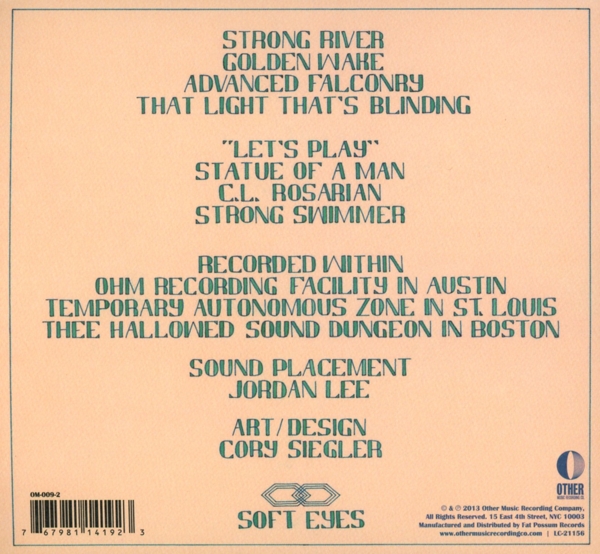 STRONG RIVER
GOLDEN WAKE
ADVANCED FALCONRY
THAT LIGHT THAT'S BLINDING
"LET'S PLAY"
STATUE OF A MAN
C.L. ROSARIAN
STRONG SWIMMER
RECORDED WITHIN
OHM RECORDING FACILITY IN AUSTIN
TEMPORARY AUTONOMOUS ZONE IN ST. LOUIS
THEE HALLOWED SOUND DUNGEON IN BOSTON
SOUND PLACEMENT
JORDAN LEE
ART/DESIGN
CORY SIEGLER
SOFT EYES
OM-009-2
7 67981 14192 3
OTHER
MUSIC RECORDING CO.
© & ℗ 2013 Other Music Recording Company,
All Rights Reserved. 15 East 4th Street, NYC 10003
Manufactured and Distributed by Fat Possum Records
www.othermusicrecordingco.com | LC-21156